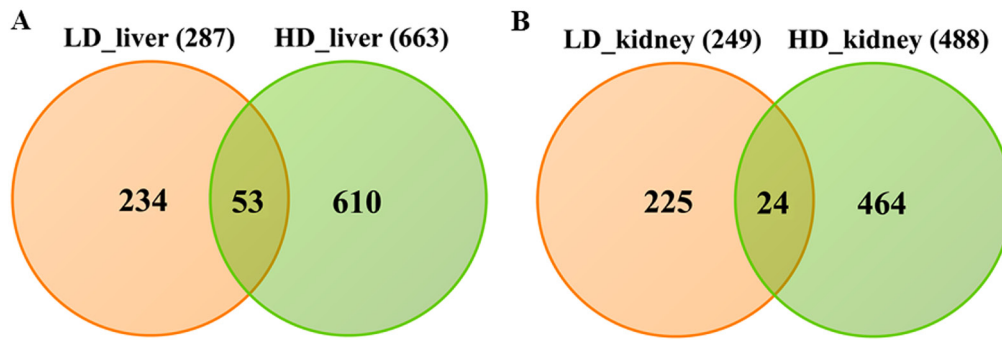 A
LD_liver (287) HD_liver (663)
234 53 610
B
LD_kidney (249) HD_kidney (488)
225 24 464